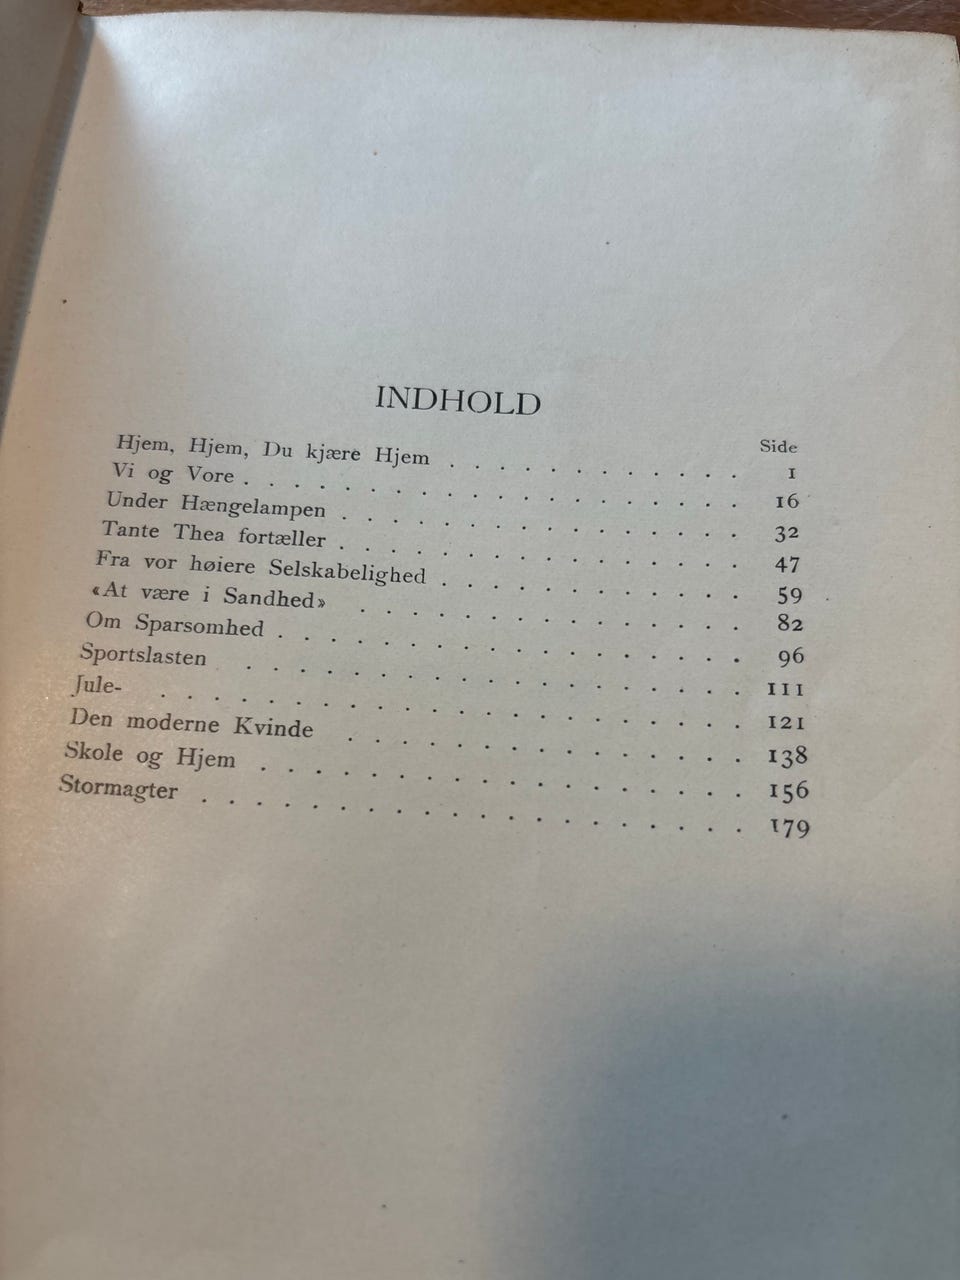 INDHOLD
Side
Hjem, Hjem, Du kjære Hjem . . . . . . . . . . . 1
Vi og Vore . . . . . . . . . . . . . . . . . . . 16
Under Hængelampen . . . . . . . . . . . . . . . 32
Tante Thea fortæller . . . . . . . . . . . . . . . 47
Fra vor høiere Selskabelighed . . . . . . . . . . . 59
«At være i Sandhed» . . . . . . . . . . . . . . . 82
Om Sparsomhed . . . . . . . . . . . . . . . . . 96
Sportslasten . . . . . . . . . . . . . . . . . . . 111
Jule- . . . . . . . . . . . . . . . . . . . . . . 121
Den moderne Kvinde . . . . . . . . . . . . . . . 138
Skole og Hjem . . . . . . . . . . . . . . . . . . 156
Stormagter . . . . . . . . . . . . . . . . . . . . 179